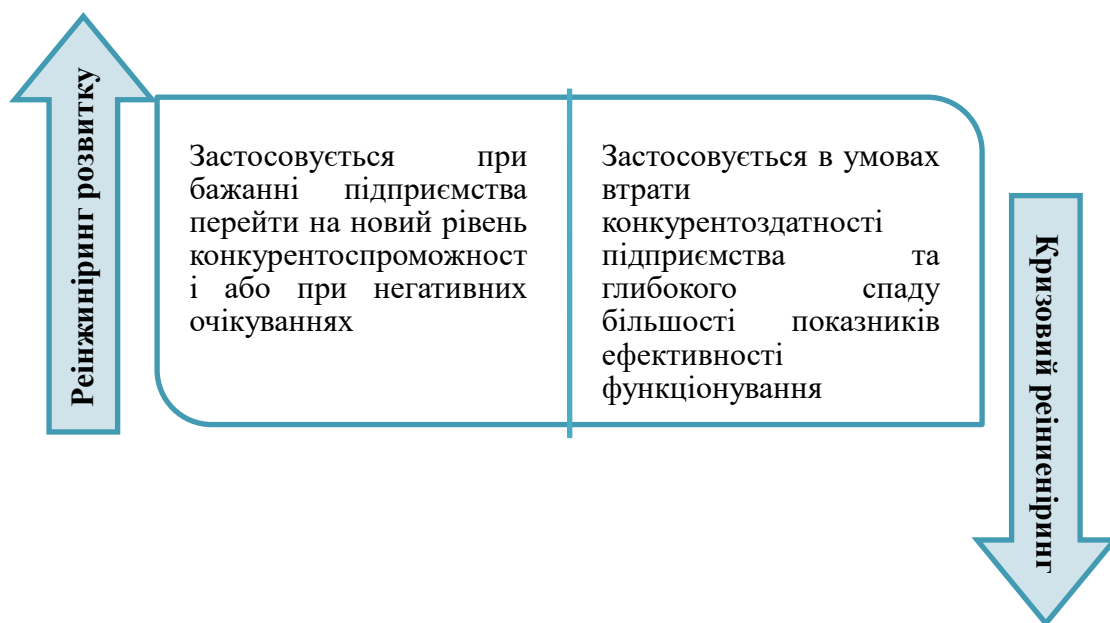 Реінжиніринг розвитку
Застосовується при
бажанні підприємства
перейти на новий рівень
конкурентоспроможност
і або при негативних
очікуваннях
Застосовується в умовах
втрати
конкурентоздатності
підприємства та
глибокого спаду
більшості показників
ефективності
функціонування
Кризовий реіниеніринг